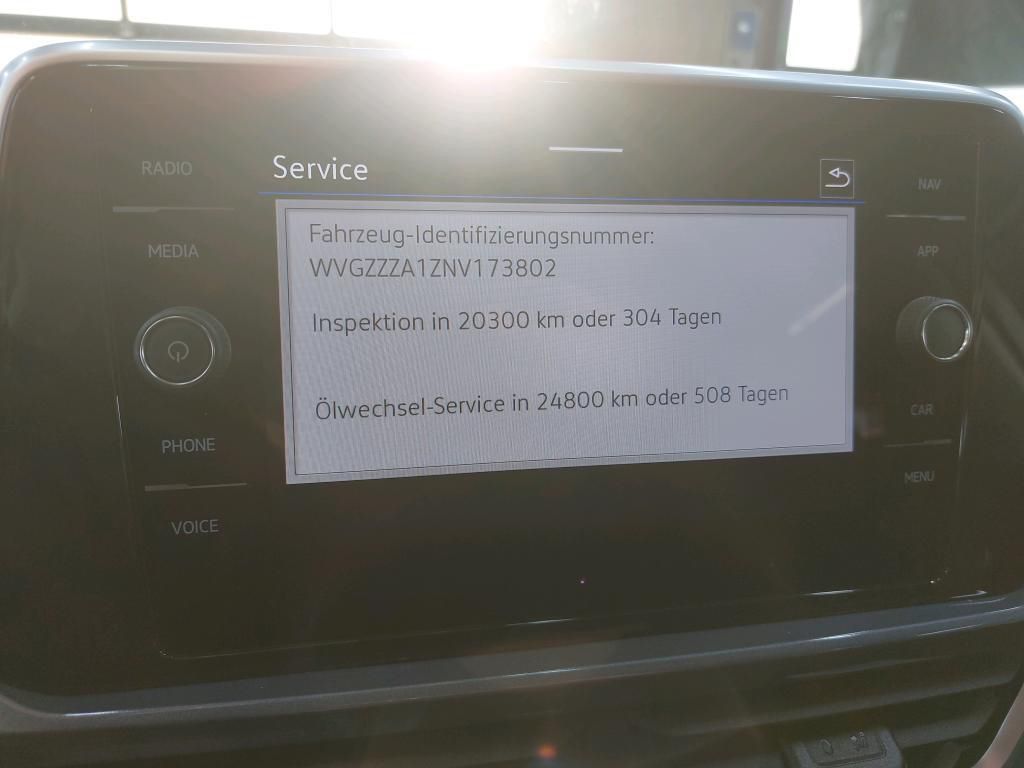 Service
RADIO
NAV
MEDIA
APP
Fahrzeug-Identifizierungsnummer:
WVGZZZA1ZNV173802
Inspektion in 20300 km oder 304 Tagen
Ölwechsel-Service in 24800 km oder 508 Tagen
CAR
PHONE
MENU
VOICE